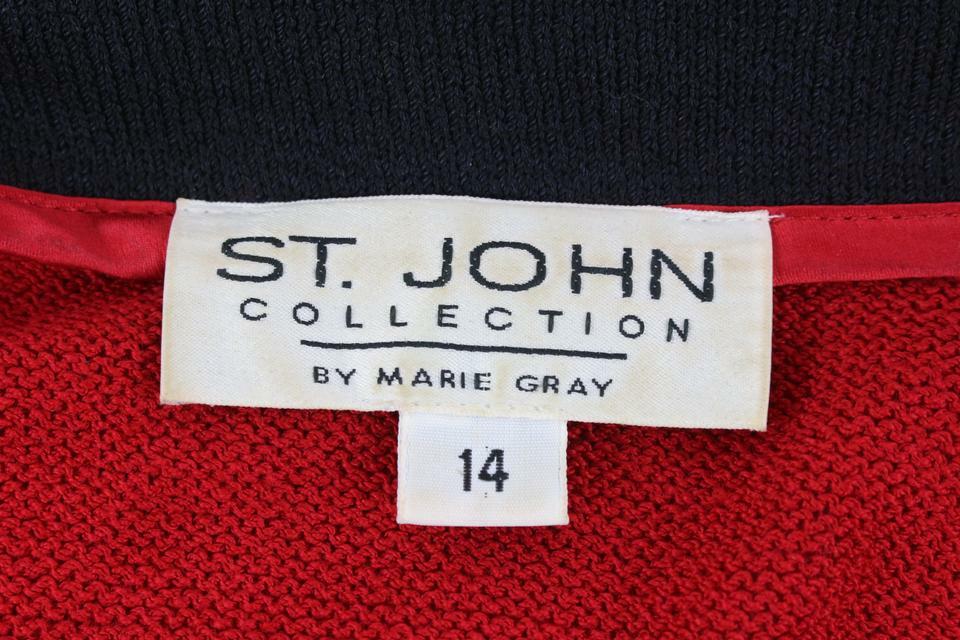 ST. JOHN
COLLECTION
BY MARIE GRAY
14